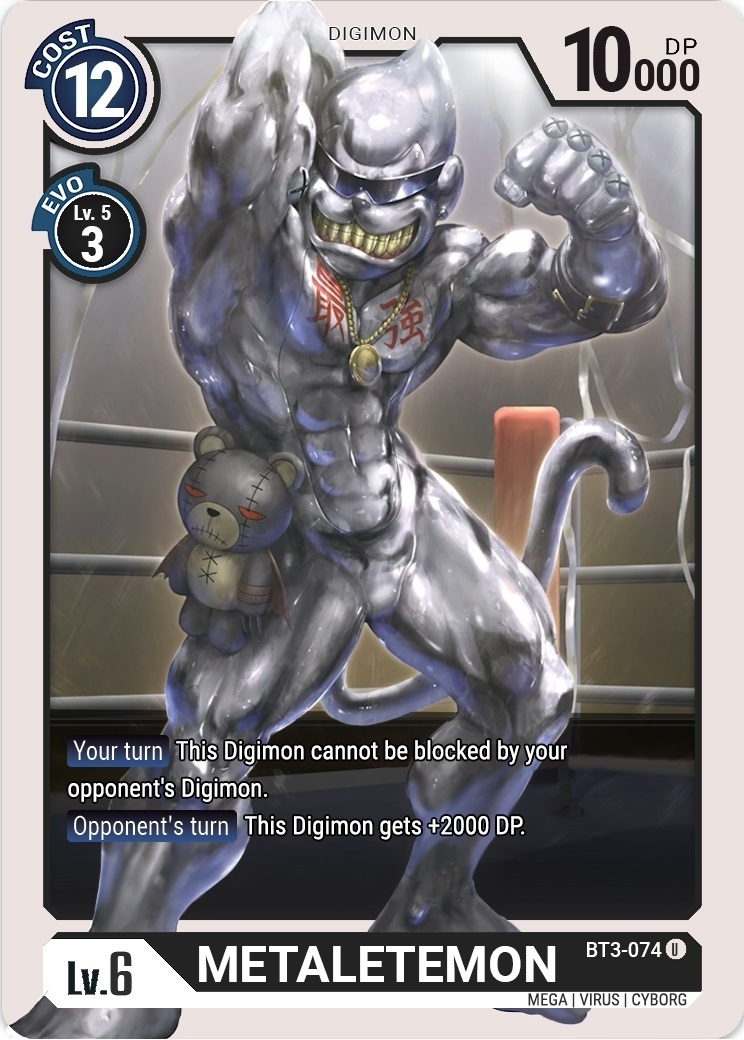 DIGIMON
COST
12
10000
DP
EVO
Lv. 5
3
最 強
Your turn This Digimon cannot be blocked by your
opponent's Digimon.
Opponent's turn This Digimon gets +2000 DP.
Lv.6
METALETEMON
BT3-074 U
MEGA | VIRUS | CYBORG